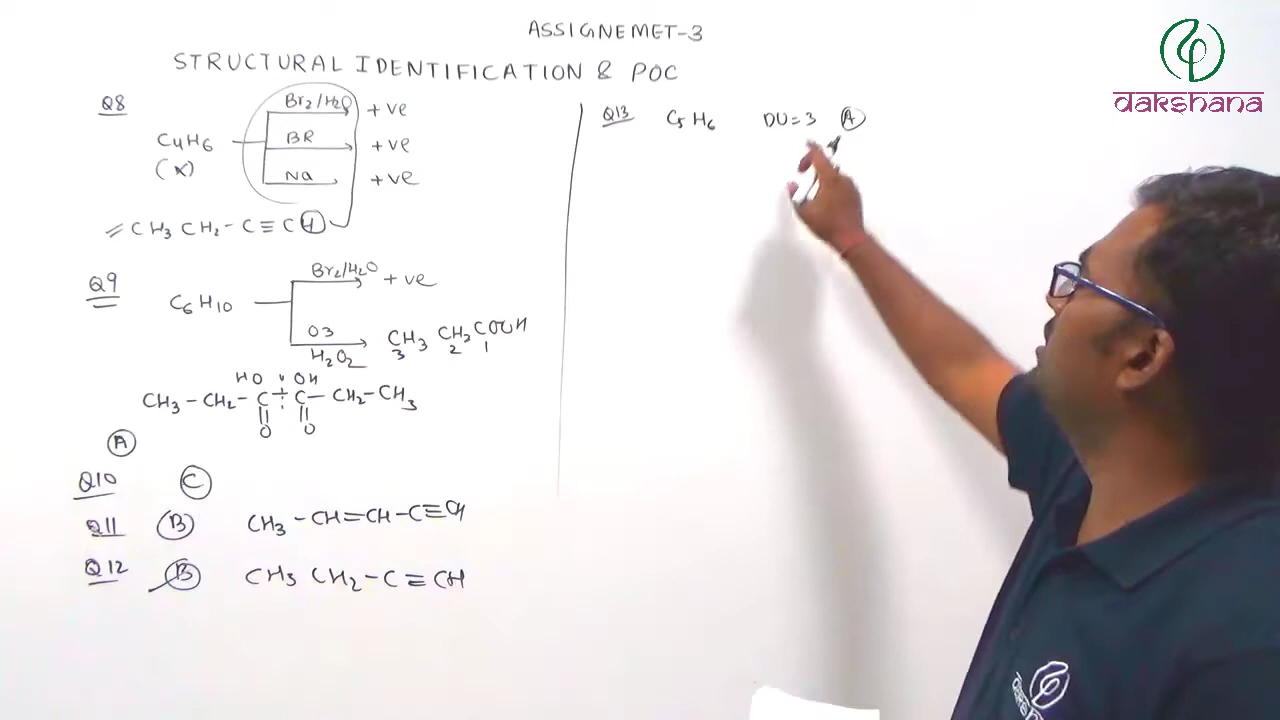 ASSIGNEMET-3
STRUCTURAL IDENTIFICATION & POC
Q8
Br2/H2O +ve
C4H6
BR +ve
(X)
Na +ve
CH3 CH2-C≡CH
Q9
Br2/H2O +ve
C6H10
O3
H2O2
CH3 CH2 COOH
3 2 1
HO OH
CH3-CH2-C-C-CH2-CH3
O O
A
Q10 C
Q11 B CH3-CH=CH-C≡CH
Q12 B CH3 CH2-C≡CH
Q13 C5H6 DU=3 A
dakshana